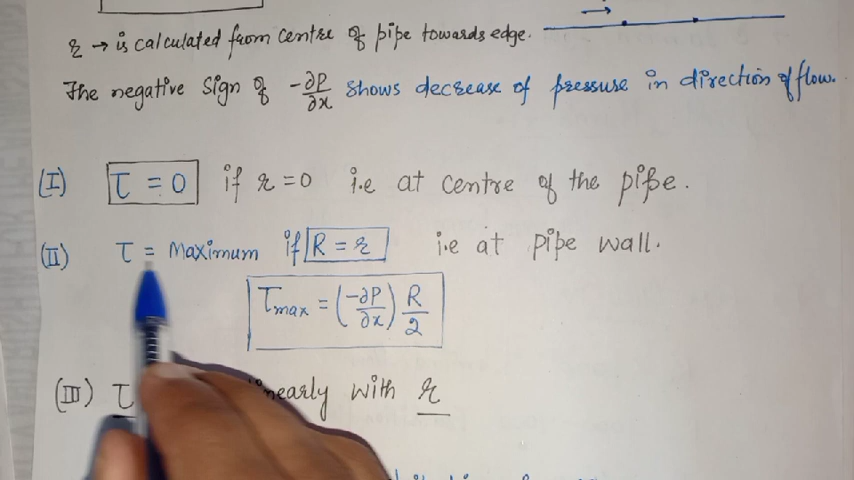 r → is calculated from centre of pipe towards edge.
The negative sign of -∂P/∂x shows decrease of pressure in direction of flow.
(I) τ = 0 if r = 0 i.e at centre of the pipe.
(II) τ = Maximum if R = r i.e at pipe wall.
τmax = (-∂P/∂x) R/2
(III) τ with r